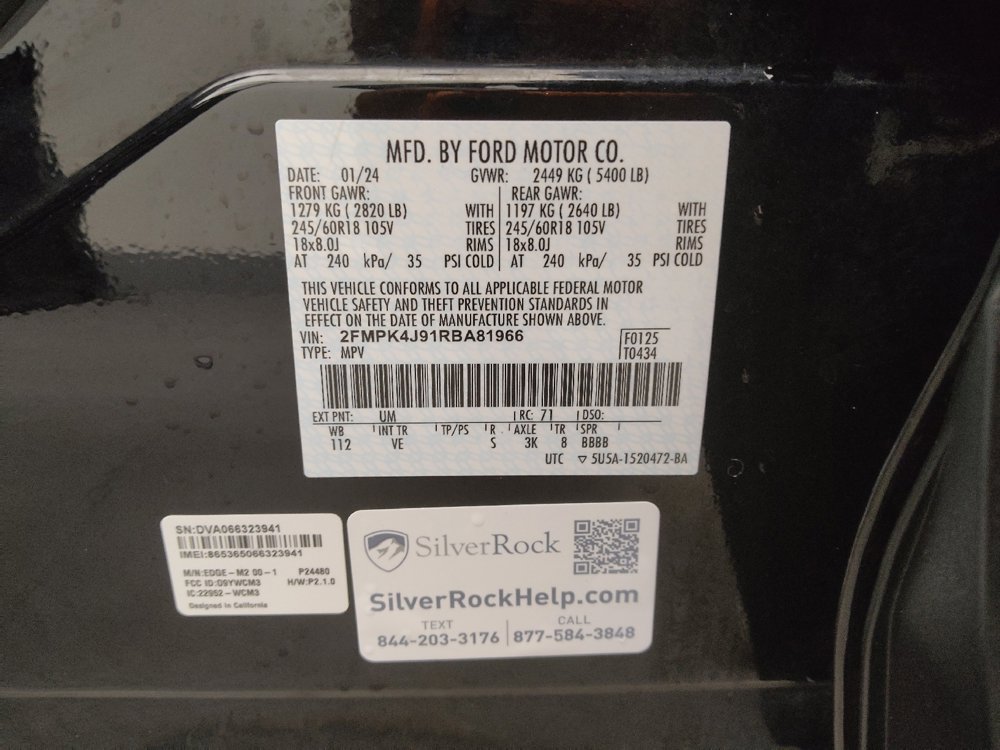 MFD. BY FORD MOTOR CO.
DATE: 01/24 GVWR: 2449 KG ( 5400 LB)
FRONT GAWR: REAR GAWR:
1279 KG ( 2820 LB) WITH 1197 KG ( 2640 LB) WITH
245/60R18 105V TIRES 245/60R18 105V TIRES
18x8.0J RIMS 18x8.0J RIMS
AT 240 kPa/ 35 PSI COLD AT 240 kPa/ 35 PSI COLD
THIS VEHICLE CONFORMS TO ALL APPLICABLE FEDERAL MOTOR
VEHICLE SAFETY AND THEFT PREVENTION STANDARDS IN
EFFECT ON THE DATE OF MANUFACTURE SHOWN ABOVE.
VIN: 2FMPK4J91RBA81966 F0125
TYPE: MPV T0434
EXT PNT: UM RC: 71 DSO:
WB INT TR TP/PS R AXLE TR SPR
112 VE S 3K 8 BBBB
UTC ▽ 5U5A-1520472-BA
SN:DVA066323941
IMEI:865365066323941
M/N:EDGE-M2 00-1 P24480
FCC ID:O9YWCM3 H/W:P2.1.0
IC:22952-WCM3
Designed in California
SilverRock
SilverRockHelp.com
TEXT CALL
844-203-3176 877-584-3848